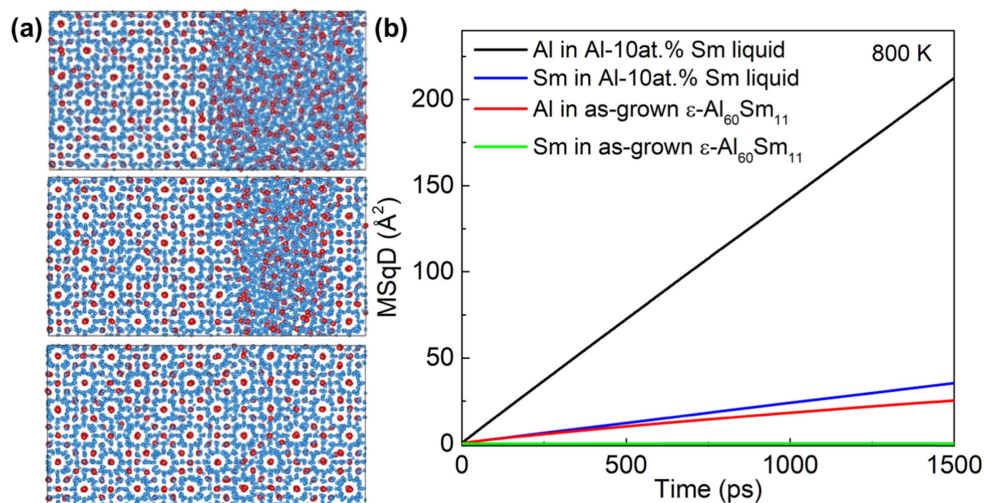 (a)
(b)
Al in Al-10at.% Sm liquid
800 K
Sm in Al-10at.% Sm liquid
Al in as-grown ε-Al₆₀Sm₁₁
Sm in as-grown ε-Al₆₀Sm₁₁
200
150
100
50
0
MSqD (Å²)
0
500
1000
1500
Time (ps)